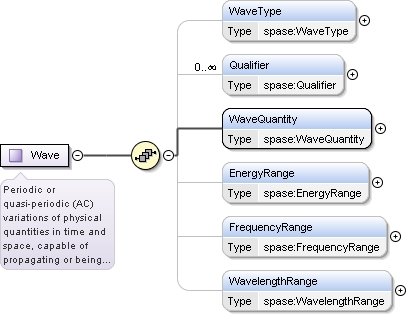 WaveType
Type spase:WaveType
0..∞
Qualifier
Type spase:Qualifier
WaveQuantity
Type spase:WaveQuantity
Wave
Periodic or
quasi-periodic (AC)
variations of physical
quantities in time and
space, capable of
propagating or being...
EnergyRange
Type spase:EnergyRange
FrequencyRange
Type spase:FrequencyRange
WavelengthRange
Type spase:WavelengthRange